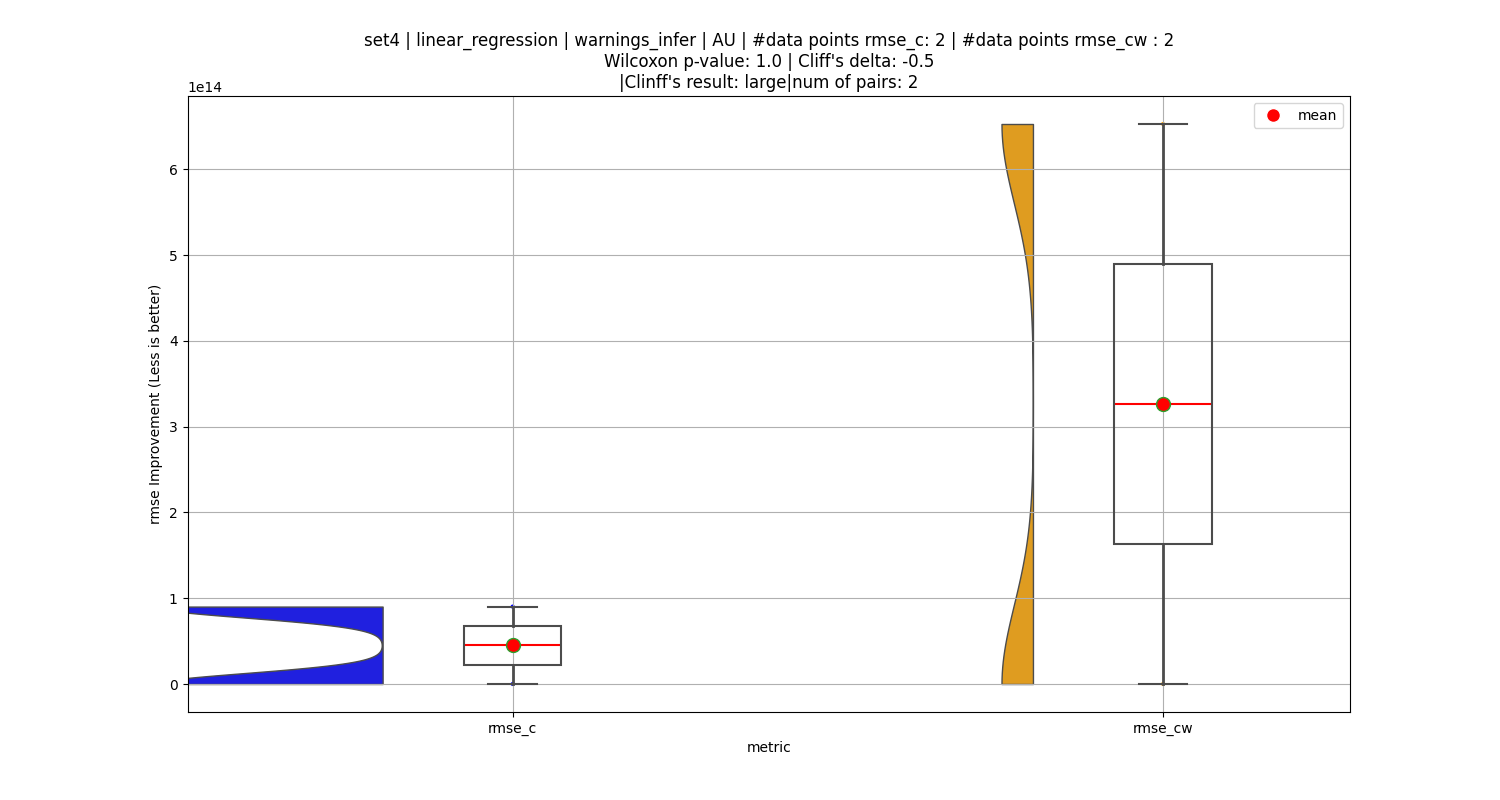 set4 | linear_regression | warnings_infer | AU | #data points rmse_c: 2 | #data points rmse_cw : 2
Wilcoxon p-value: 1.0 | Cliff's delta: -0.5
|Clinff's result: large|num of pairs: 2
1e14
mean
6
5
4
3
2
1
0
rmse Improvement (Less is better)
rmse_c
rmse_cw
metric